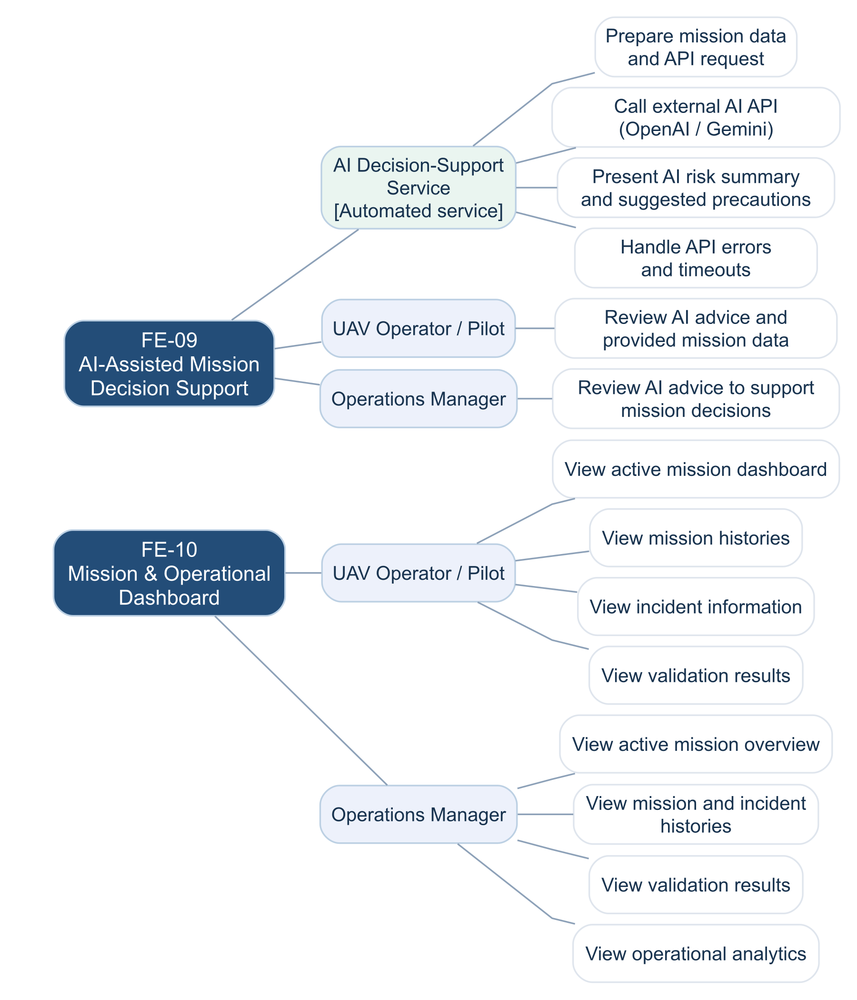 Prepare mission data
and API request
Call external AI API
(OpenAI / Gemini)
AI Decision-Support
Service
[Automated service]
Present AI risk summary
and suggested precautions
Handle API errors
and timeouts
FE-09
AI-Assisted Mission
Decision Support
UAV Operator / Pilot
Review AI advice and
provided mission data
Operations Manager
Review AI advice to support
mission decisions
View active mission dashboard
View mission histories
FE-10
Mission & Operational
Dashboard
UAV Operator / Pilot
View incident information
View validation results
View active mission overview
Operations Manager
View mission and incident
histories
View validation results
View operational analytics